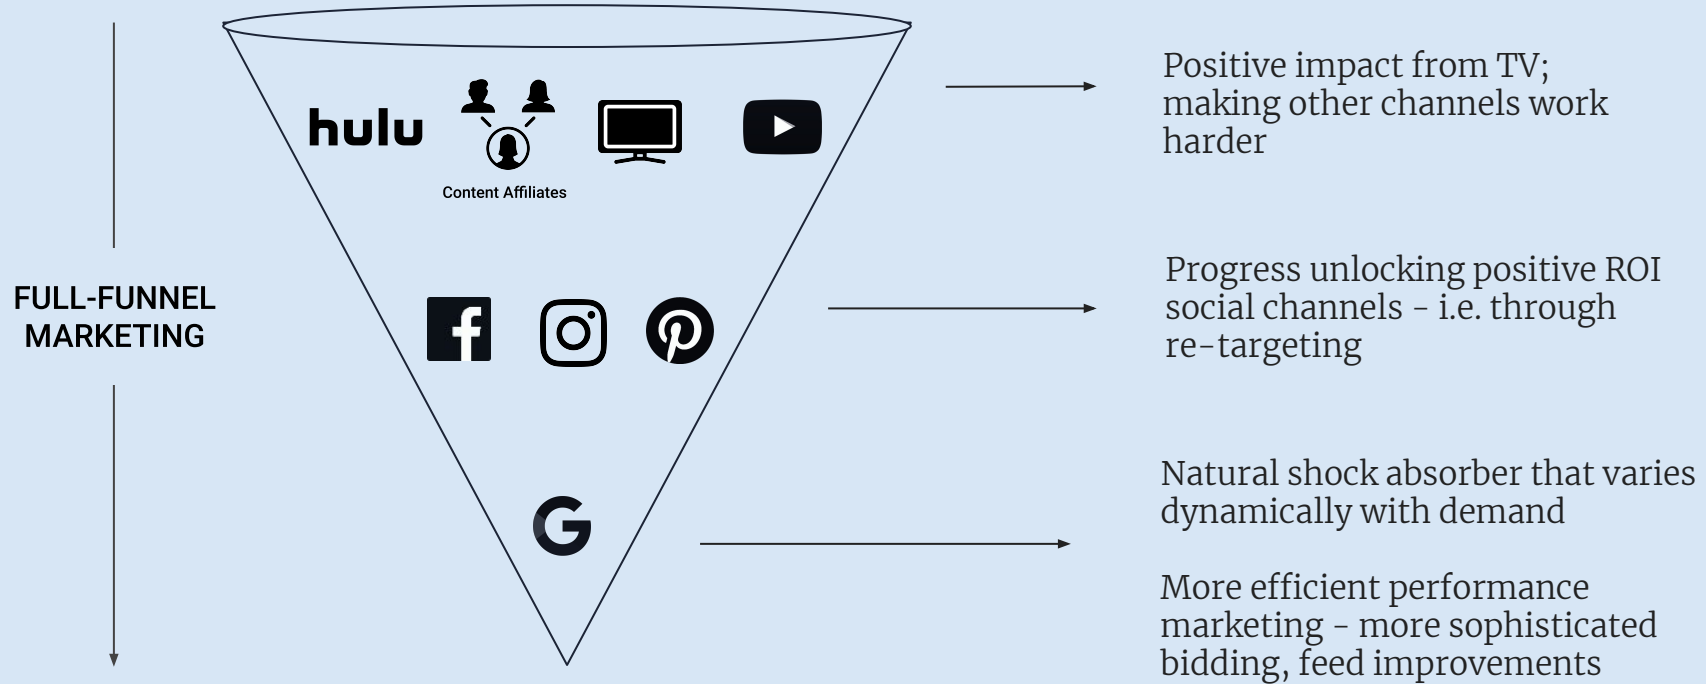 hulu
Content Affiliates
FULL-FUNNEL
MARKETING
Positive impact from TV;
making other channels work
harder
Progress unlocking positive ROI
social channels - i.e. through
re-targeting
Natural shock absorber that varies
dynamically with demand
More efficient performance
marketing - more sophisticated
bidding, feed improvements